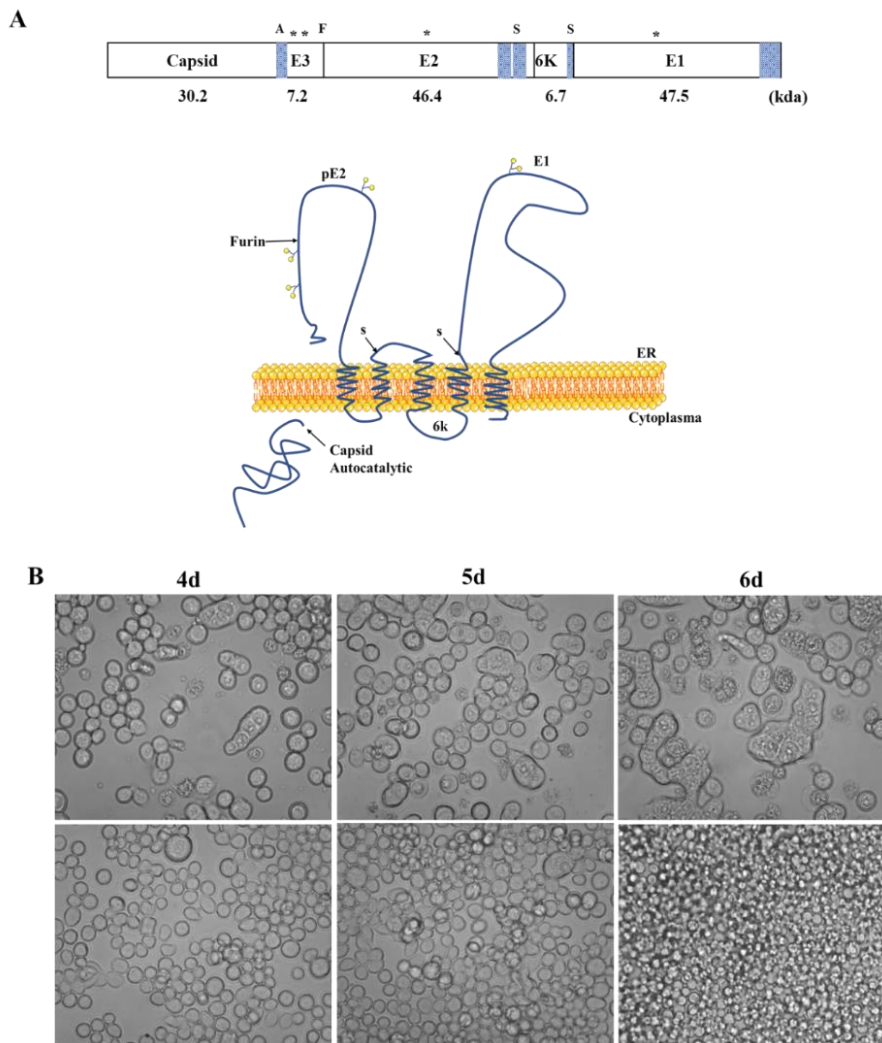 A
A ** F * S S *
Capsid E3 E2 6K E1
30.2 7.2 46.4 6.7 47.5 (kda)
pE2 E1
Furin
s s
ER
Cytoplasm
6k
Capsid
Autocatalytic
B
4d 5d 6d